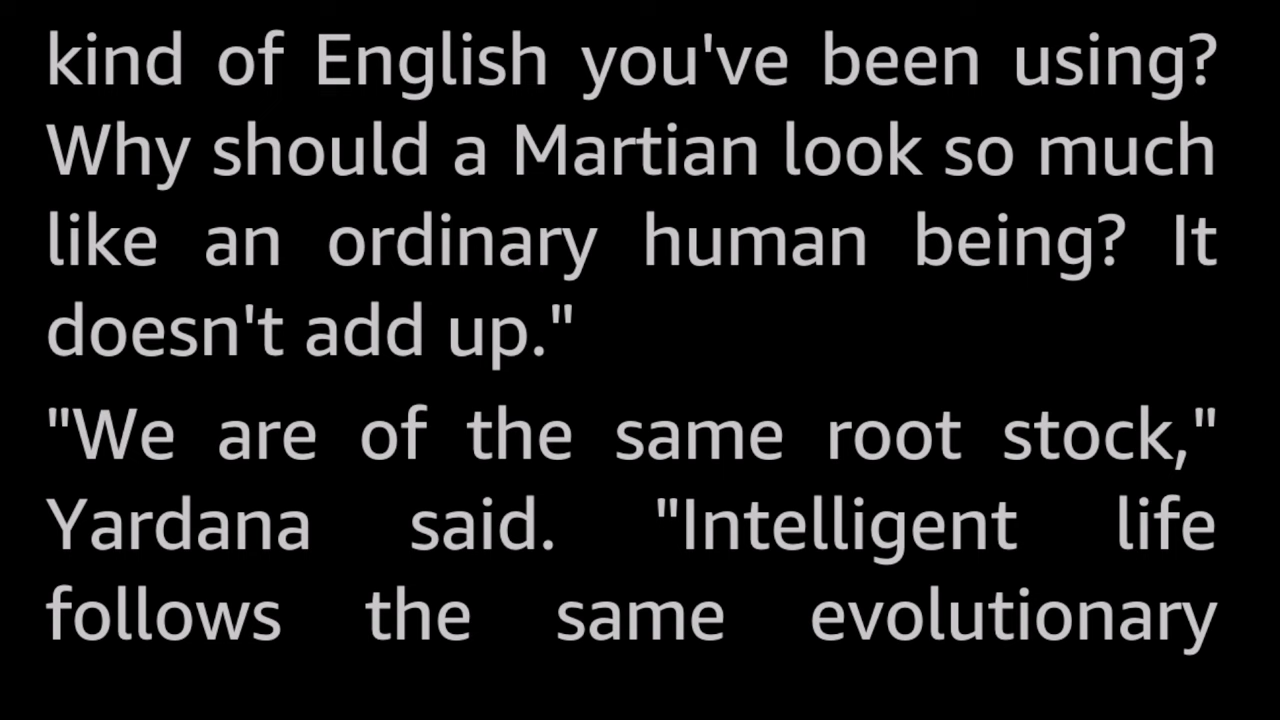 kind of English you've been using?
Why should a Martian look so much
like an ordinary human being? It
doesn't add up."
"We are of the same root stock,"
Yardana said. "Intelligent life
follows the same evolutionary